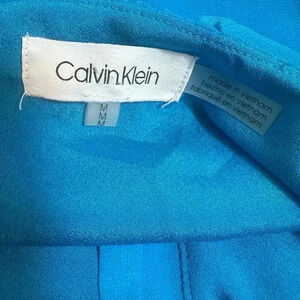 Calvin Klein
M
M
M
made in vietnam
hecho en vietnam
fabriqué en vietnam